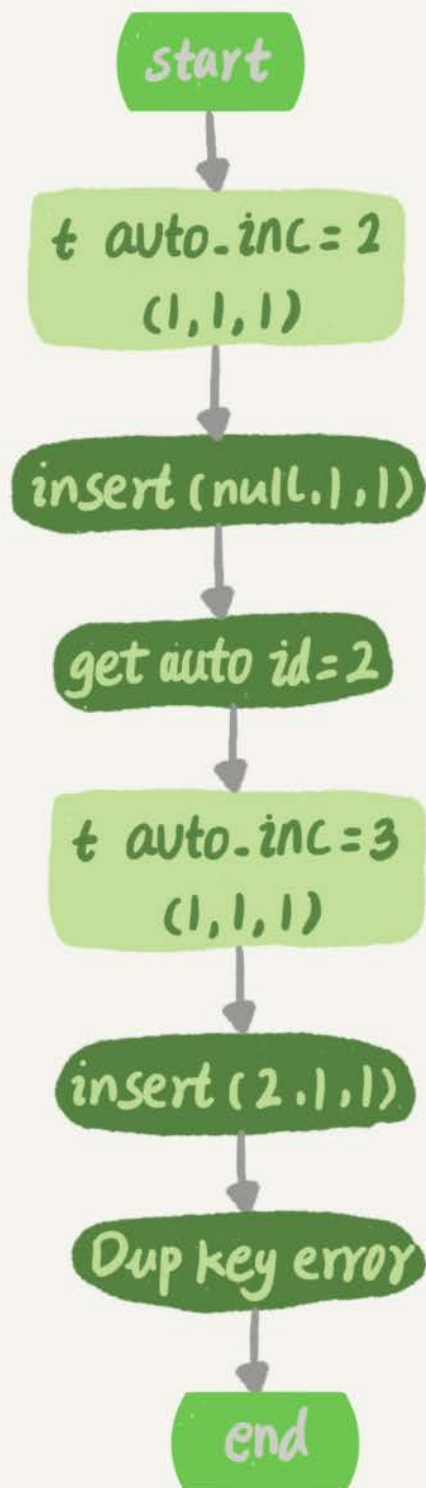 start
t auto_inc = 2
(1, 1, 1)
insert (null.1,1)
get auto id=2
t auto_inc = 3
(1, 1, 1)
insert (2.1,1)
Dup key error
end